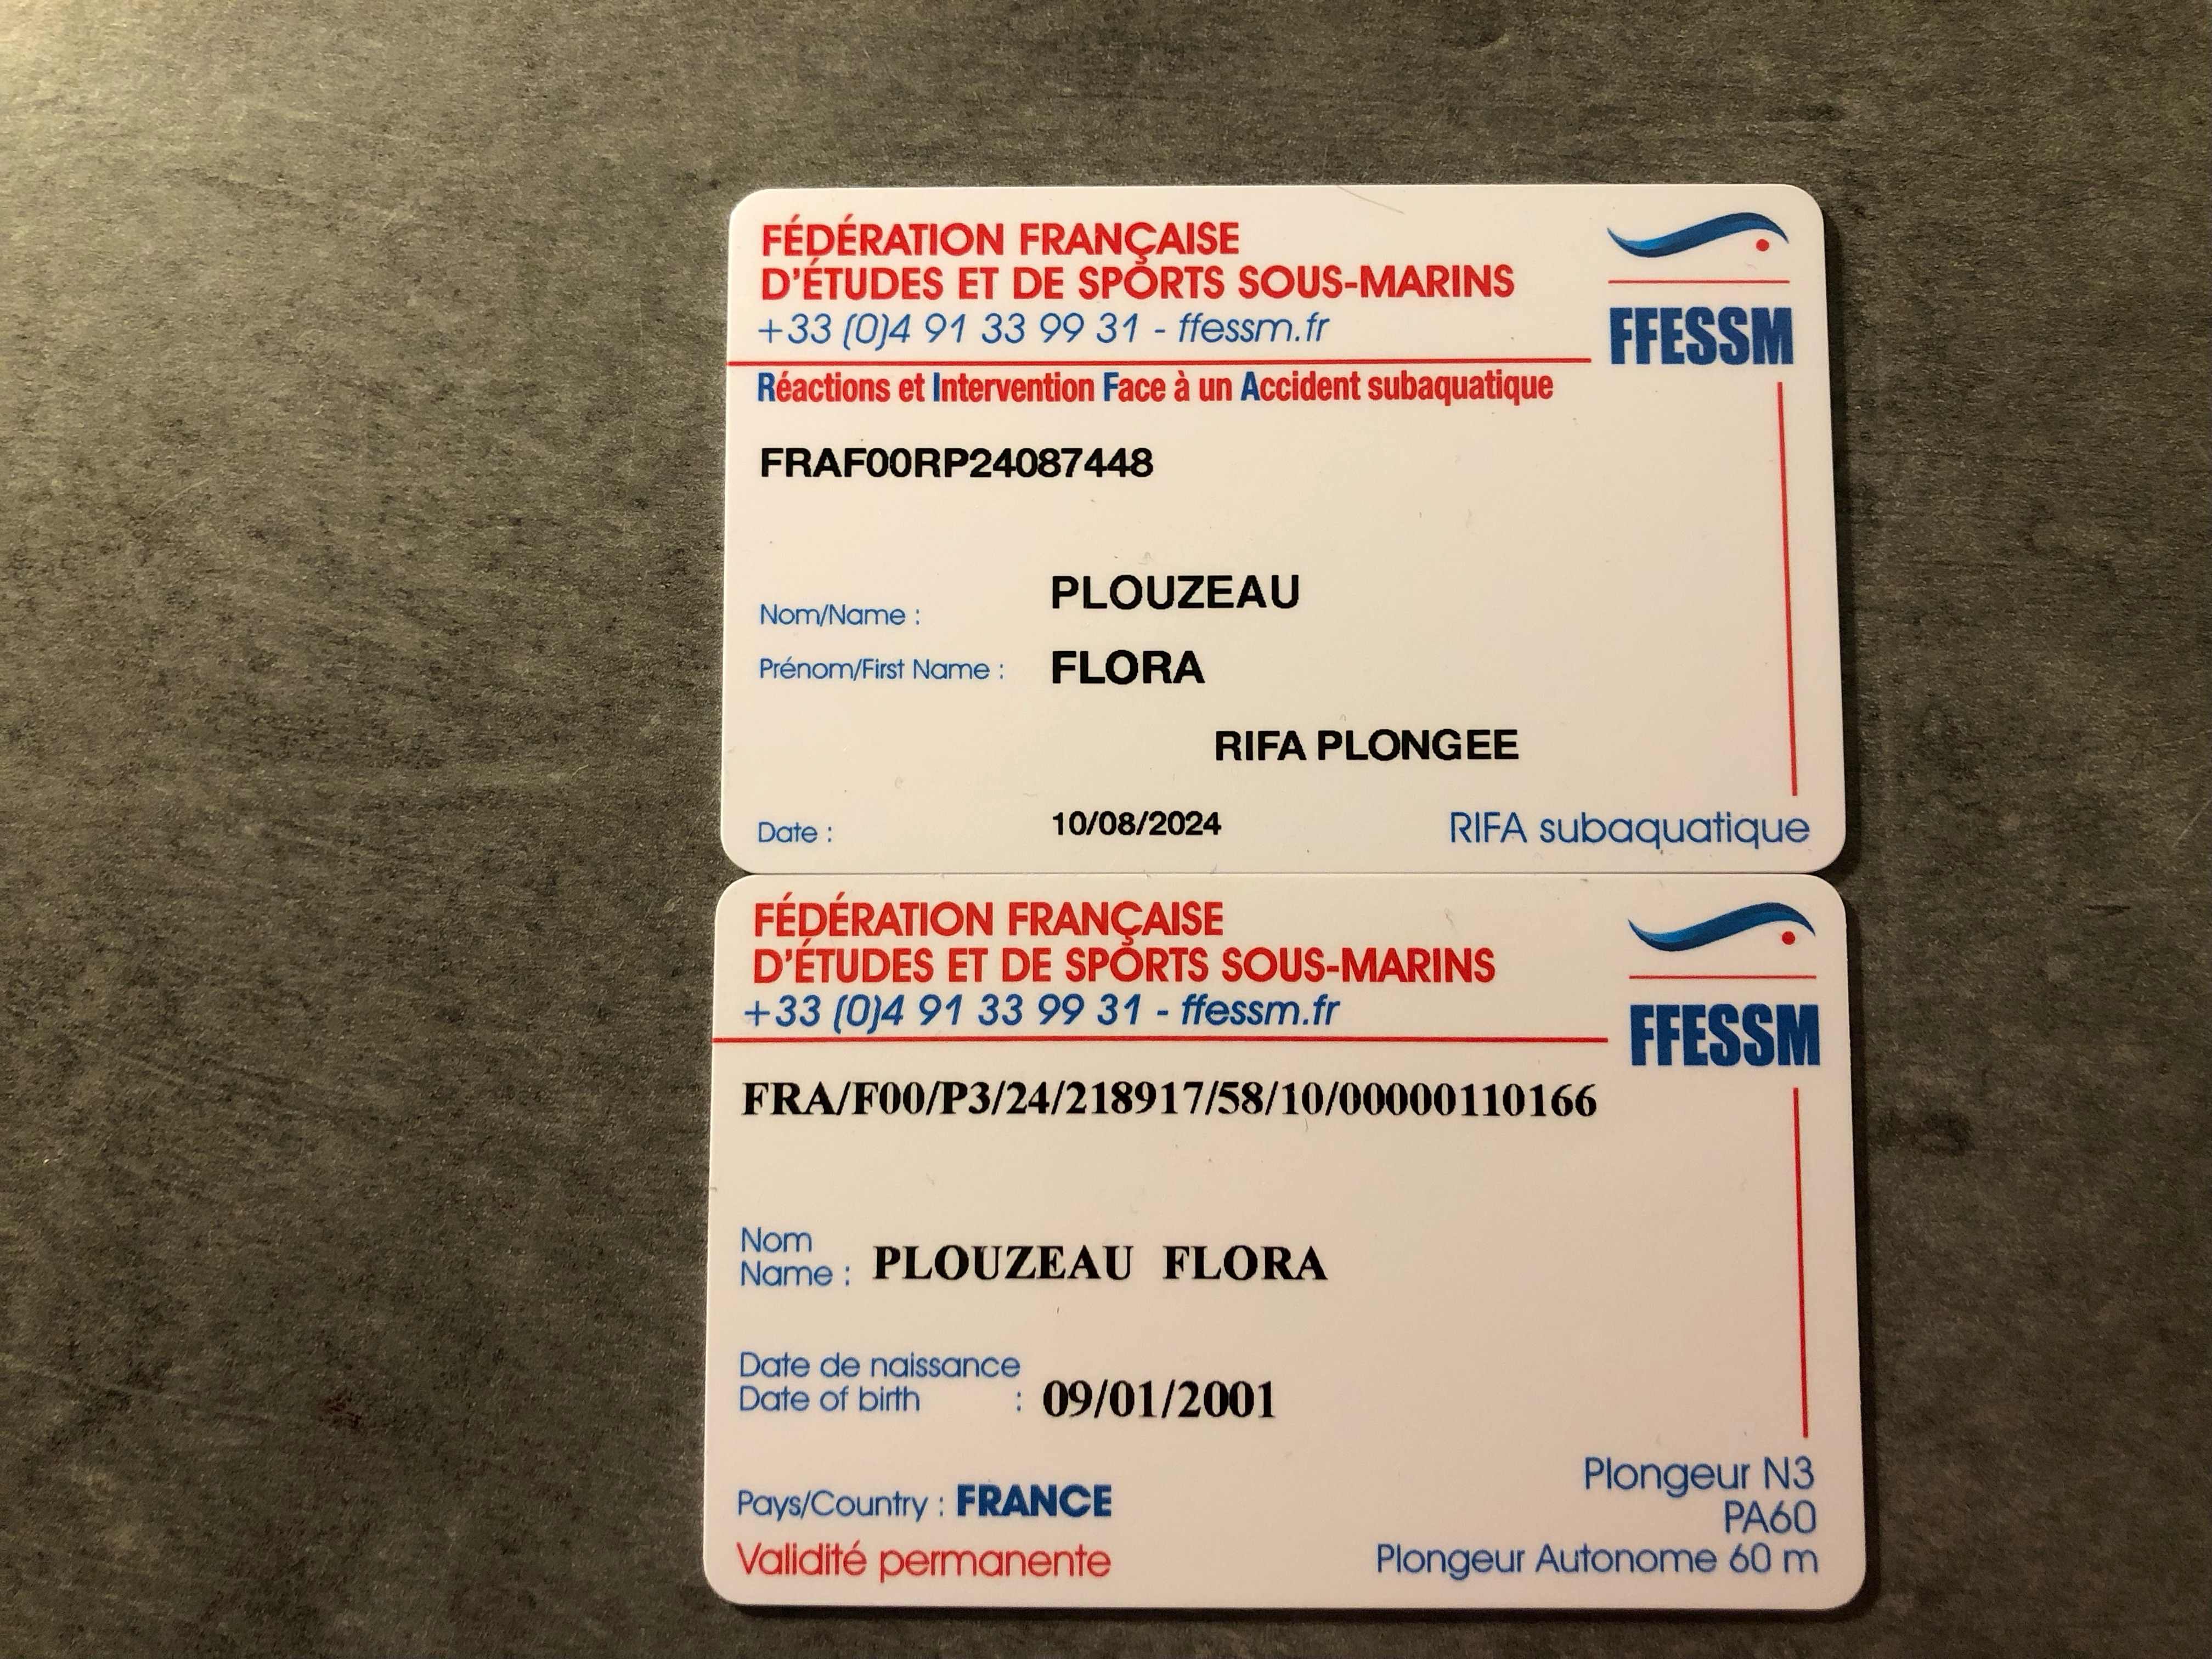 FÉDÉRATION FRANÇAISE
D'ÉTUDES ET DE SPORTS SOUS-MARINS
+33 (0)4 91 33 99 31 - ffessm.fr
FFESSM
Réactions et Intervention Face à un Accident subaquatique
FRAF00RP24087448
Nom/Name : PLOUZEAU
Prénom/First Name : FLORA
RIFA PLONGEE
Date : 10/08/2024 RIFA subaquatique
FÉDÉRATION FRANÇAISE
D'ÉTUDES ET DE SPORTS SOUS-MARINS
+33 (0)4 91 33 99 31 - ffessm.fr
FFESSM
FRA/F00/P3/24/218917/58/10/00000110166
Nom
Name : PLOUZEAU FLORA
Date de naissance
Date of birth : 09/01/2001
Plongeur N3
Pays/Country : FRANCE PA60
Validité permanente Plongeur Autonome 60 m